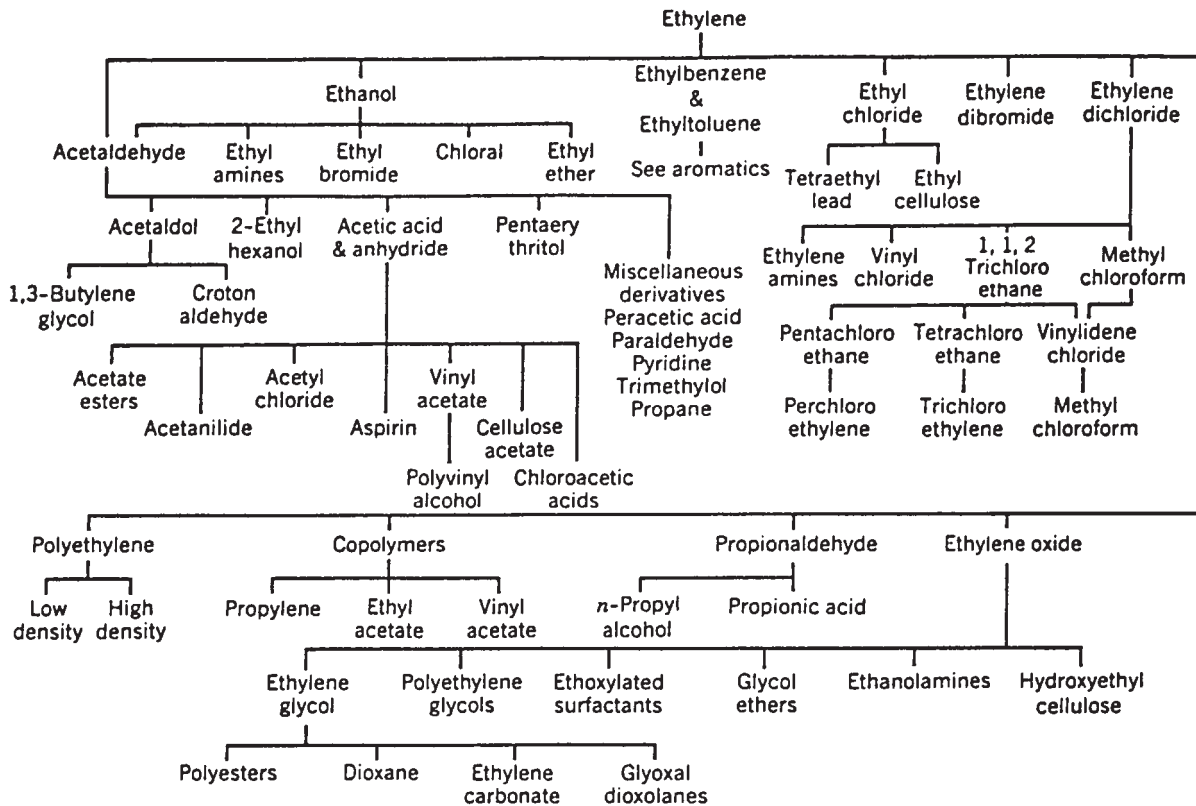 Ethylene
Ethanol
Ethylbenzene
&
Ethyltoluene
See aromatics
Ethyl
chloride
Ethylene
dibromide
Ethylene
dichloride
Acetaldehyde
Ethyl
amines
Ethyl
bromide
Chloral
Ethyl
ether
Tetraethyl
lead
Ethyl
cellulose
Acetaldol
2-Ethyl
hexanol
Acetic acid
& anhydride
Pentaery
thritol
Miscellaneous
derivatives
Peracetic acid
Paraldehyde
Pyridine
Trimethylol
Propane
Ethylene
amines
Vinyl
chloride
1, 1, 2
Trichloro
ethane
Methyl
chloroform
1,3-Butylene
glycol
Croton
aldehyde
Pentachloro
ethane
Tetrachloro
ethane
Vinylidene
chloride
Perchloro
ethylene
Trichloro
ethylene
Methyl
chloroform
Acetate
esters
Acetanilide
Acetyl
chloride
Aspirin
Vinyl
acetate
Cellulose
acetate
Polyvinyl
alcohol
Chloroacetic
acids
Polyethylene
Copolymers
Propionaldehyde
Ethylene oxide
Low
density
High
density
Propylene
Ethyl
acetate
Vinyl
acetate
n-Propyl
alcohol
Propionic acid
Ethylene
glycol
Polyethylene
glycols
Ethoxylated
surfactants
Glycol
ethers
Ethanolamines
Hydroxyethyl
cellulose
Polyesters
Dioxane
Ethylene
carbonate
Glyoxal
dioxolanes